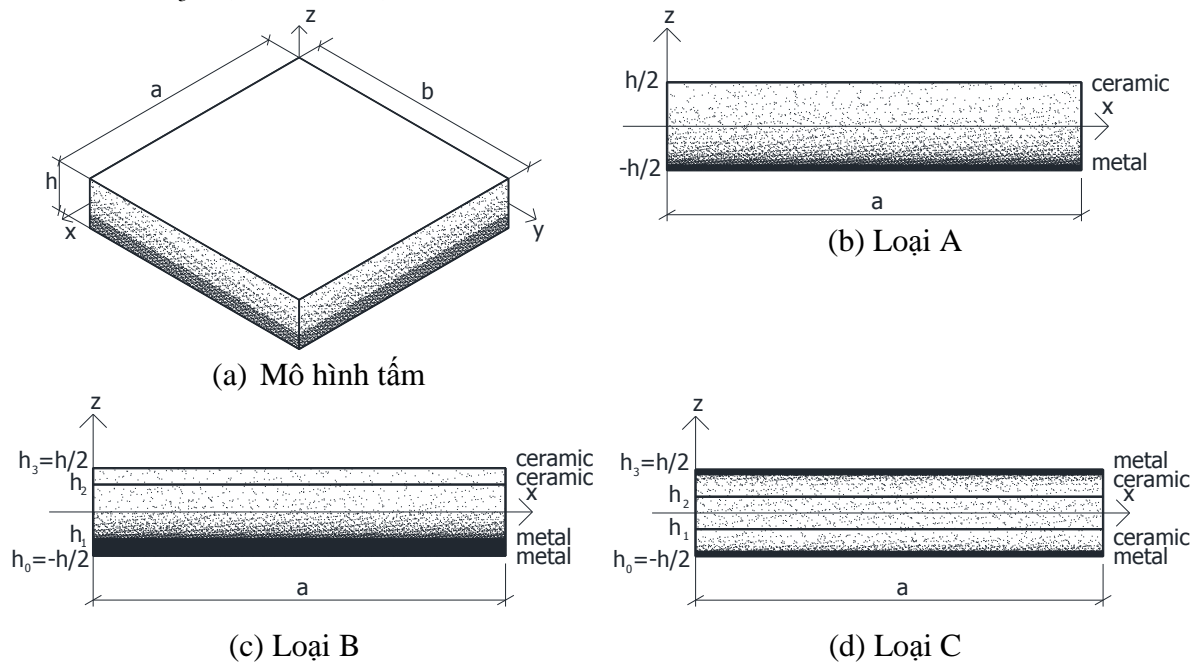 z
a
b
h
x
y
(a) Mô hình tấm
z
h/2
ceramic
x
-h/2
metal
a
(b) Loại A
z
h₃=h/2
ceramic
h₂
ceramic
x
h₁
metal
h₀=-h/2
metal
a
(c) Loại B
z
h₃=h/2
metal
ceramic
h₂
x
h₁
ceramic
h₀=-h/2
metal
a
(d) Loại C